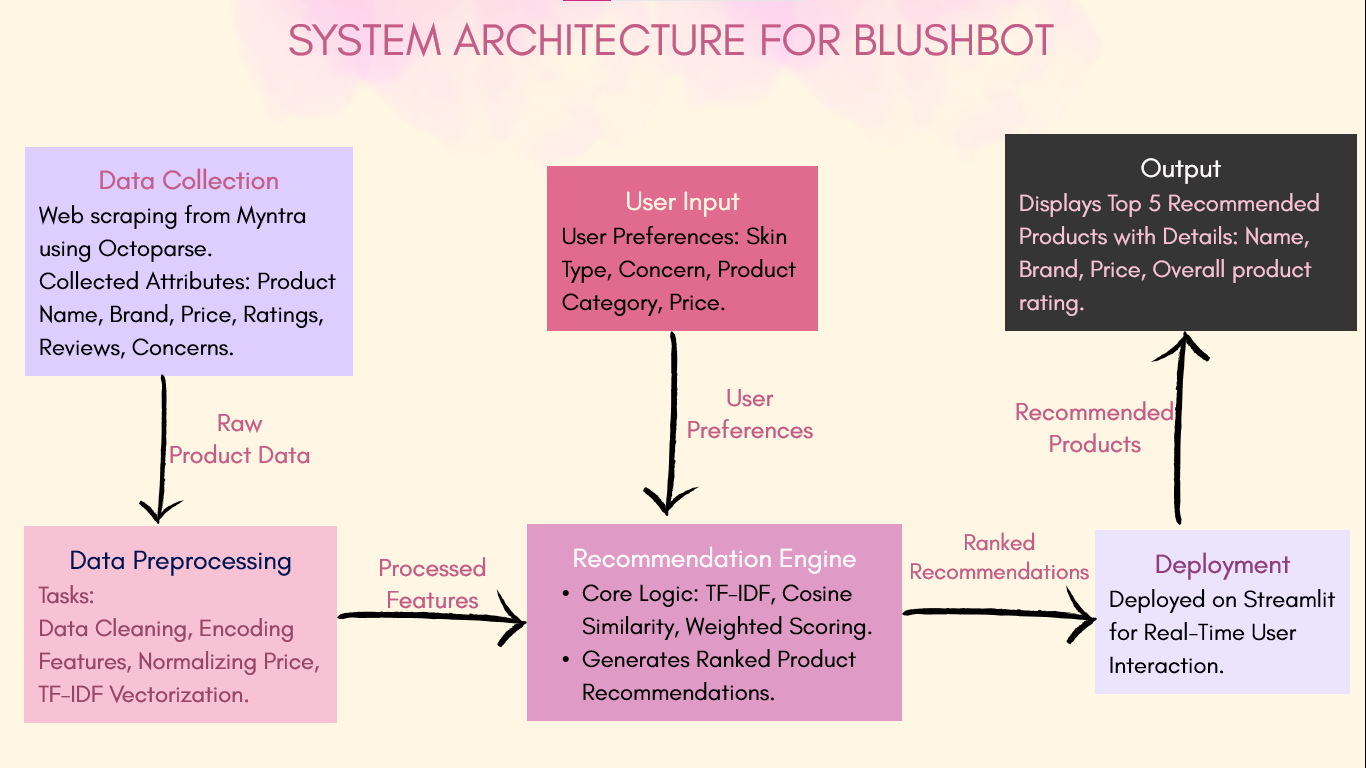 SYSTEM ARCHITECTURE FOR BLUSHBOT
Data Collection
Web scraping from Myntra
using Octoparse.
Collected Attributes: Product
Name, Brand, Price, Ratings,
Reviews, Concerns.
User Input
User Preferences: Skin
Type, Concern, Product
Category, Price.
Output
Displays Top 5 Recommended
Products with Details: Name,
Brand, Price, Overall product
rating.
Raw
Product Data
User
Preferences
Recommended
Products
Data Preprocessing
Tasks:
Data Cleaning, Encoding
Features, Normalizing Price,
TF-IDF Vectorization.
Processed
Features
Recommendation Engine
• Core Logic: TF-IDF, Cosine
Similarity, Weighted Scoring.
• Generates Ranked Product
Recommendations.
Ranked
Recommendations
Deployment
Deployed on Streamlit
for Real-Time User
Interaction.